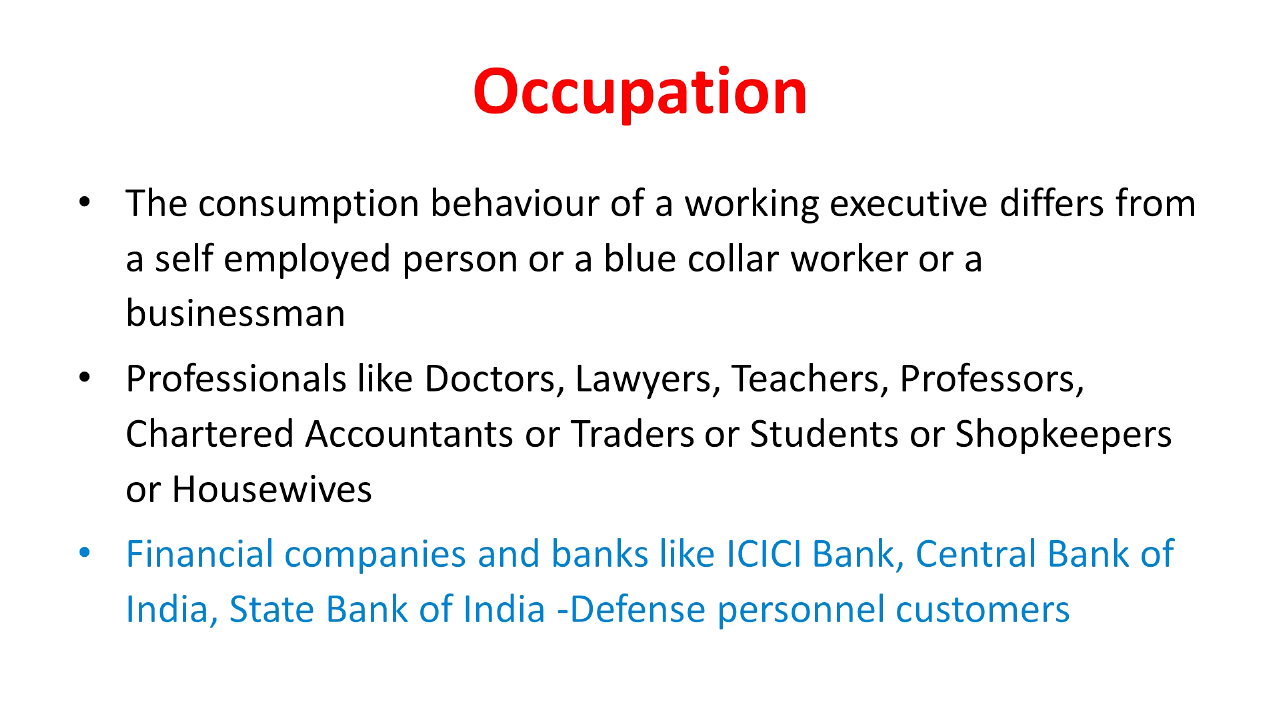 Occupation
• The consumption behaviour of a working executive differs from
a self employed person or a blue collar worker or a
businessman
• Professionals like Doctors, Lawyers, Teachers, Professors,
Chartered Accountants or Traders or Students or Shopkeepers
or Housewives
• Financial companies and banks like ICICI Bank, Central Bank of
India, State Bank of India -Defense personnel customers